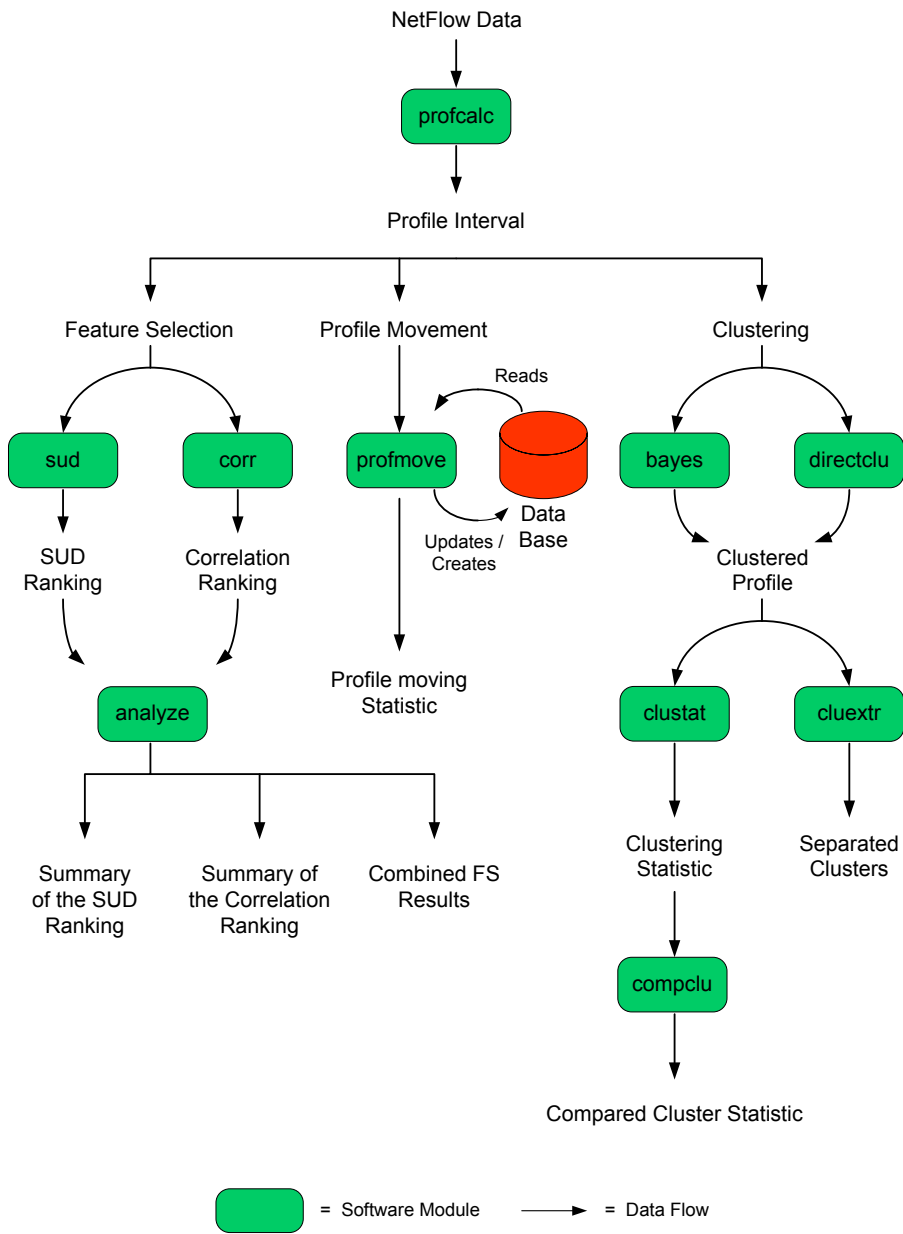 NetFlow Data
profcalc
Profile Interval
Feature Selection
Profile Movement
Clustering
Reads
sud
corr
profmove
bayes
directclu
Data
Base
Updates /
Creates
SUD
Ranking
Correlation
Ranking
Clustered
Profile
Profile moving
Statistic
analyze
clustat
cluextr
Summary
of the SUD
Ranking
Summary of
the Correlation
Ranking
Combined FS
Results
Clustering
Statistic
Separated
Clusters
compclu
Compared Cluster Statistic
= Software Module
= Data Flow